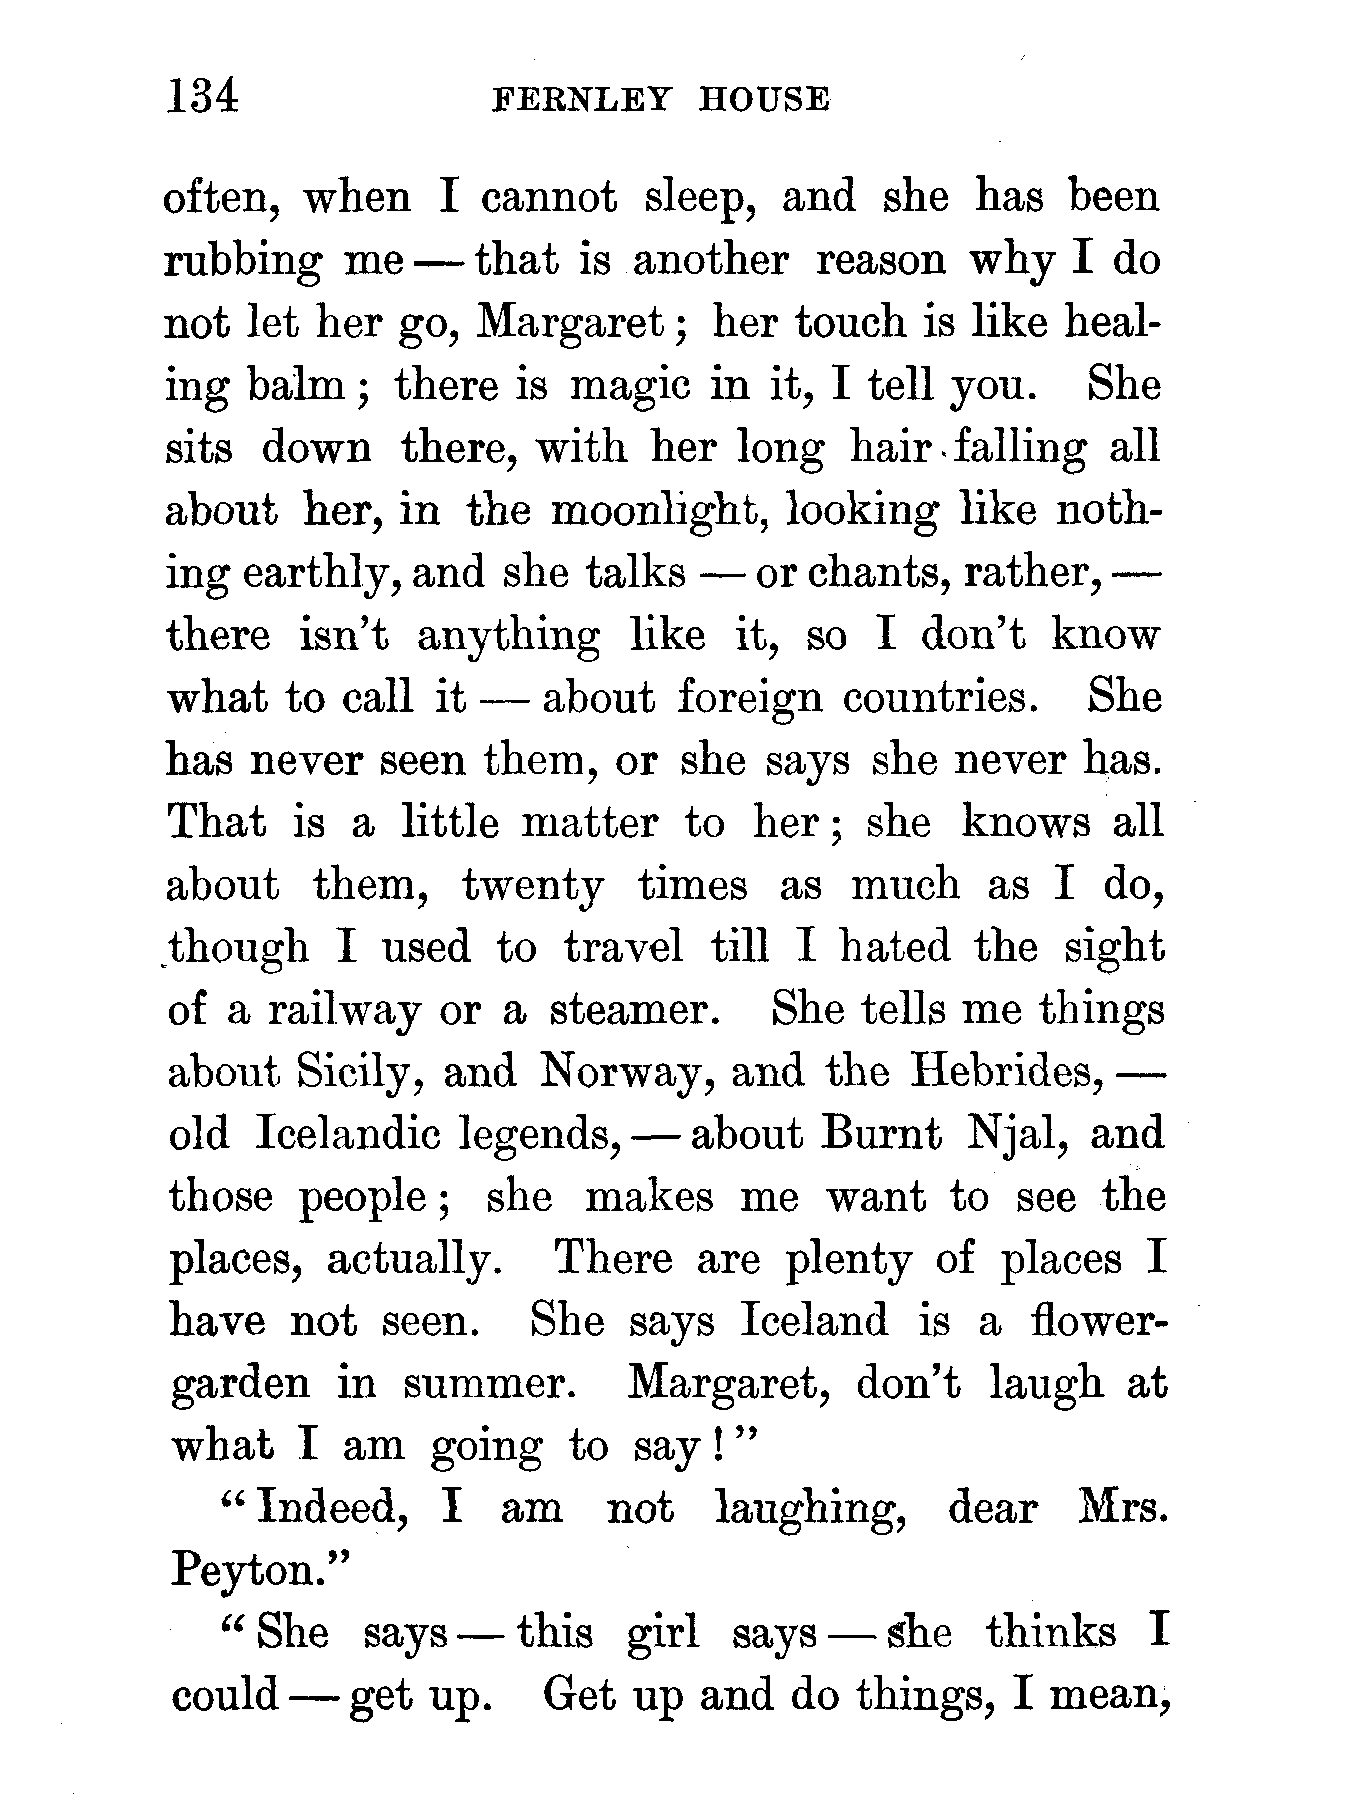 134 FERNLEY HOUSE
often, when I cannot sleep, and she has been
rubbing me — that is another reason why I do
not let her go, Margaret ; her touch is like heal-
ing balm ; there is magic in it, I tell you. She
sits down there, with her long hair falling all
about her, in the moonlight, looking like noth-
ing earthly, and she talks — or chants, rather, —
there isn't anything like it, so I don't know
what to call it — about foreign countries. She
has never seen them, or she says she never has.
That is a little matter to her ; she knows all
about them, twenty times as much as I do,
though I used to travel till I hated the sight
of a railway or a steamer. She tells me things
about Sicily, and Norway, and the Hebrides, —
old Icelandic legends, — about Burnt Njal, and
those people ; she makes me want to see the
places, actually. There are plenty of places I
have not seen. She says Iceland is a flower-
garden in summer. Margaret, don't laugh at
what I am going to say ! ”
“ Indeed, I am not laughing, dear Mrs.
Peyton.”
“ She says — this girl says — she thinks I
could — get up. Get up and do things, I mean,